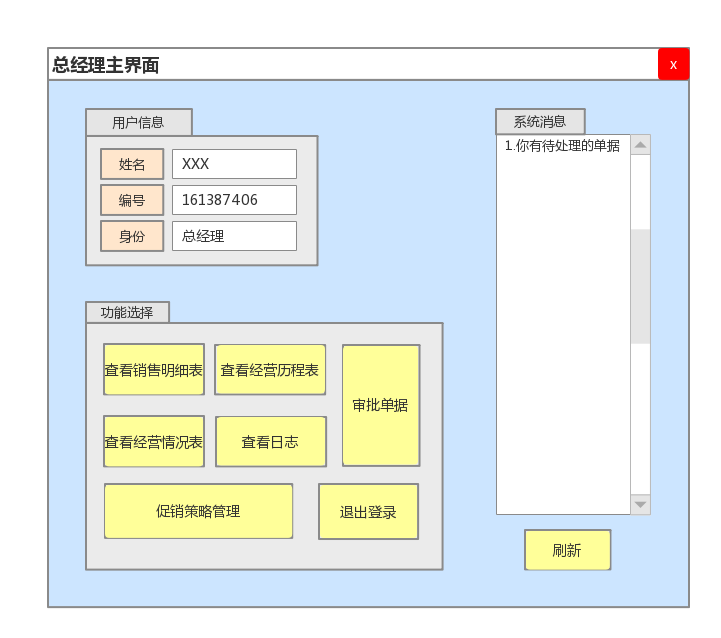 总经理主界面
x
用户信息
姓名
XXX
编号
161387406
身份
总经理
系统消息
1.你有待处理的单据
功能选择
查看销售明细表
查看经营历程表
审批单据
查看经营情况表
查看日志
促销策略管理
退出登录
刷新